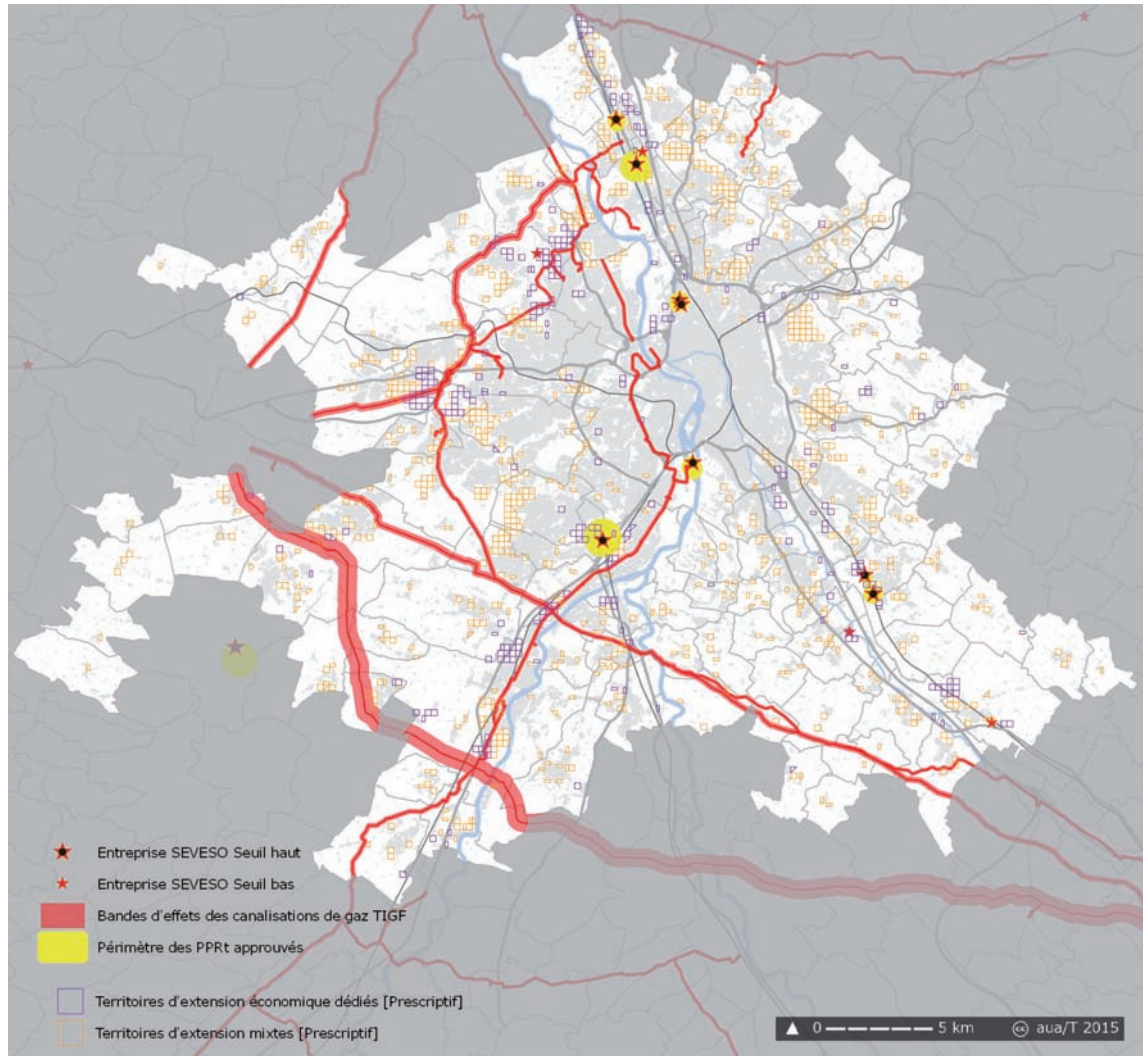 Entreprise SEVESO Seuil haut
Entreprise SEVESO Seuil bas
Bandes d'effets des canalisations de gaz TIGF
Périmètre des PPRt approuvés
Territoires d'extension économique dédiés [Prescriptif]
Territoires d'extension mixtes [Prescriptif]
0 5 km cc aua/T 2015